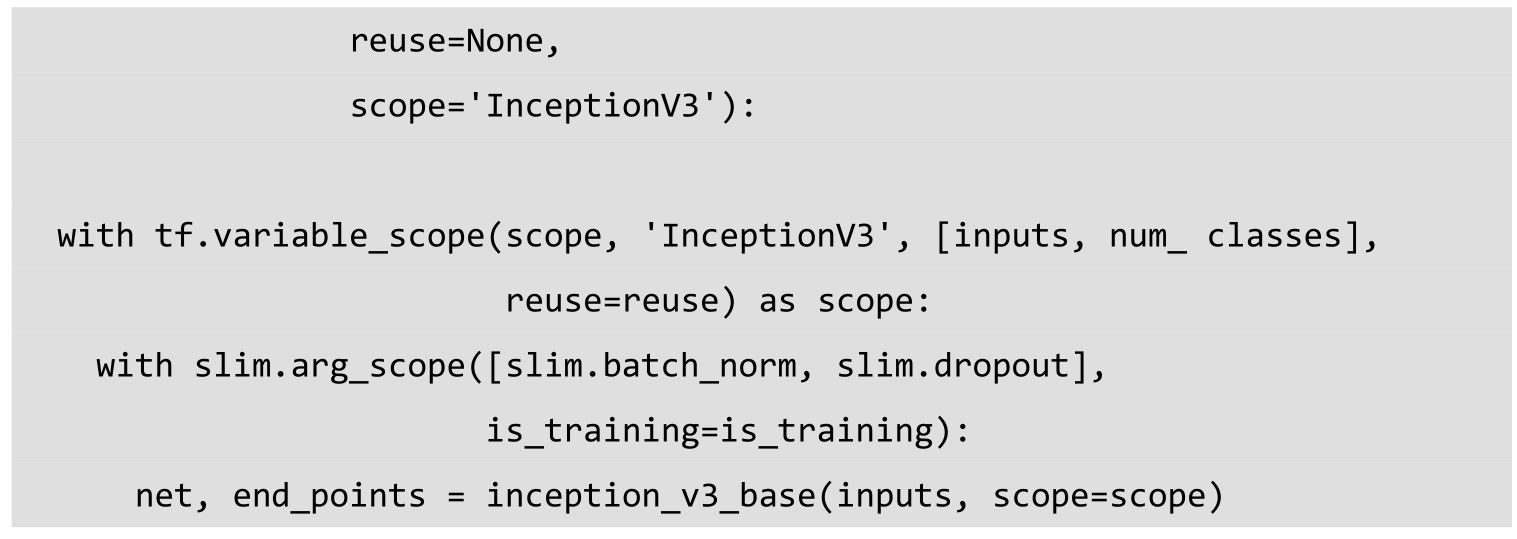 reuse=None,
scope='InceptionV3'):
with tf.variable_scope(scope, 'InceptionV3', [inputs, num_ classes],
reuse=reuse) as scope:
with slim.arg_scope([slim.batch_norm, slim.dropout],
is_training=is_training):
net, end_points = inception_v3_base(inputs, scope=scope)